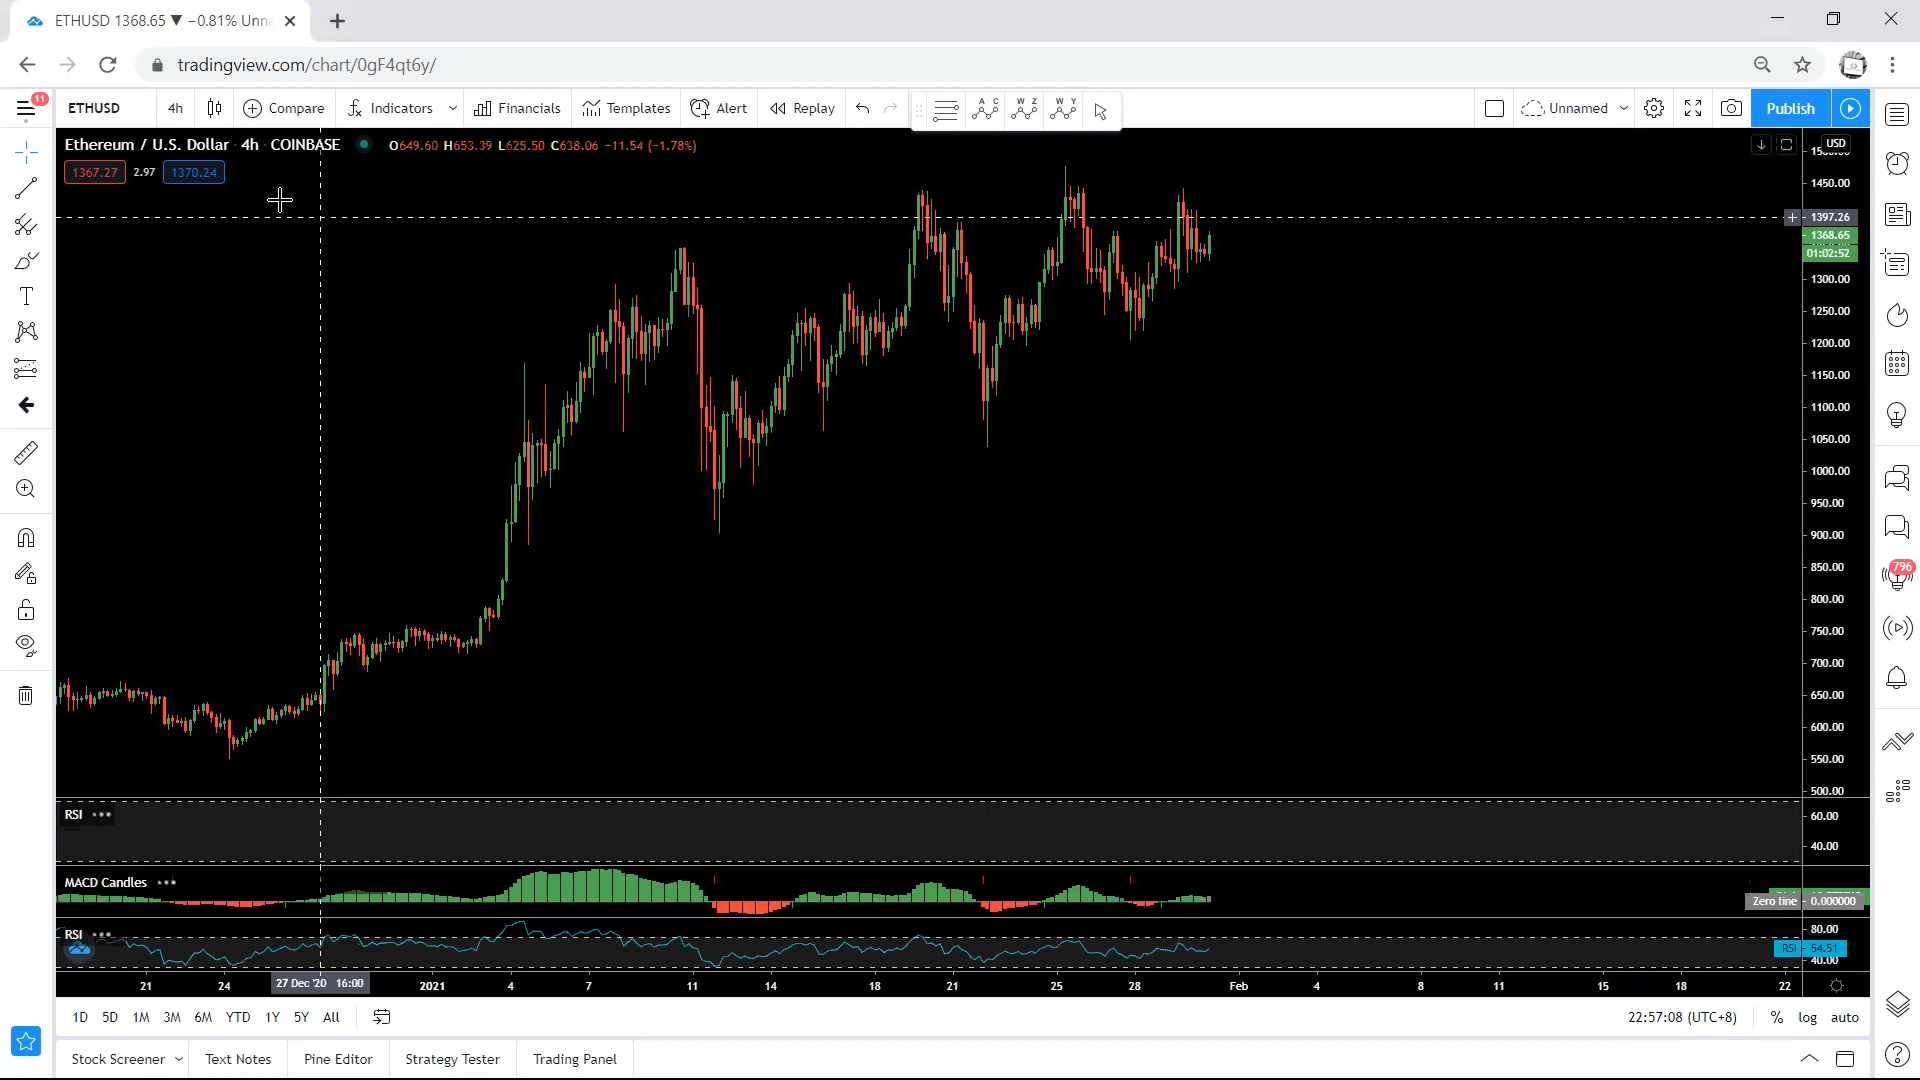 ETHUSD 1368.65 ▼ −0.81% Unna
tradingview.com/chart/0gF4qt6y/
11
ETHUSD 4h Compare Indicators Financials Templates Alert Replay A C W Z W Y Unnamed Publish
Ethereum / U.S. Dollar · 4h · COINBASE O649.60 H653.39 L625.50 C638.06 −11.54 (−1.78%)
USD
1367.27 2.97 1370.24
1450.00
1397.26
1368.65
01:02:52
1300.00
1250.00
1200.00
1150.00
1100.00
1050.00
1000.00
950.00
900.00
850.00
800.00
750.00
700.00
650.00
600.00
550.00
500.00
796
RSI
60.00
40.00
MACD Candles
Zero line 0.000000
RSI
80.00
RSI 54.51
40.00
21 24 27 Dec '20 16:00 2021 4 7 11 14 18 21 25 28 Feb 4 8 11 15 18 22
1D 5D 1M 3M 6M YTD 1Y 5Y All 22:57:08 (UTC+8) % log auto
Stock Screener Text Notes Pine Editor Strategy Tester Trading Panel